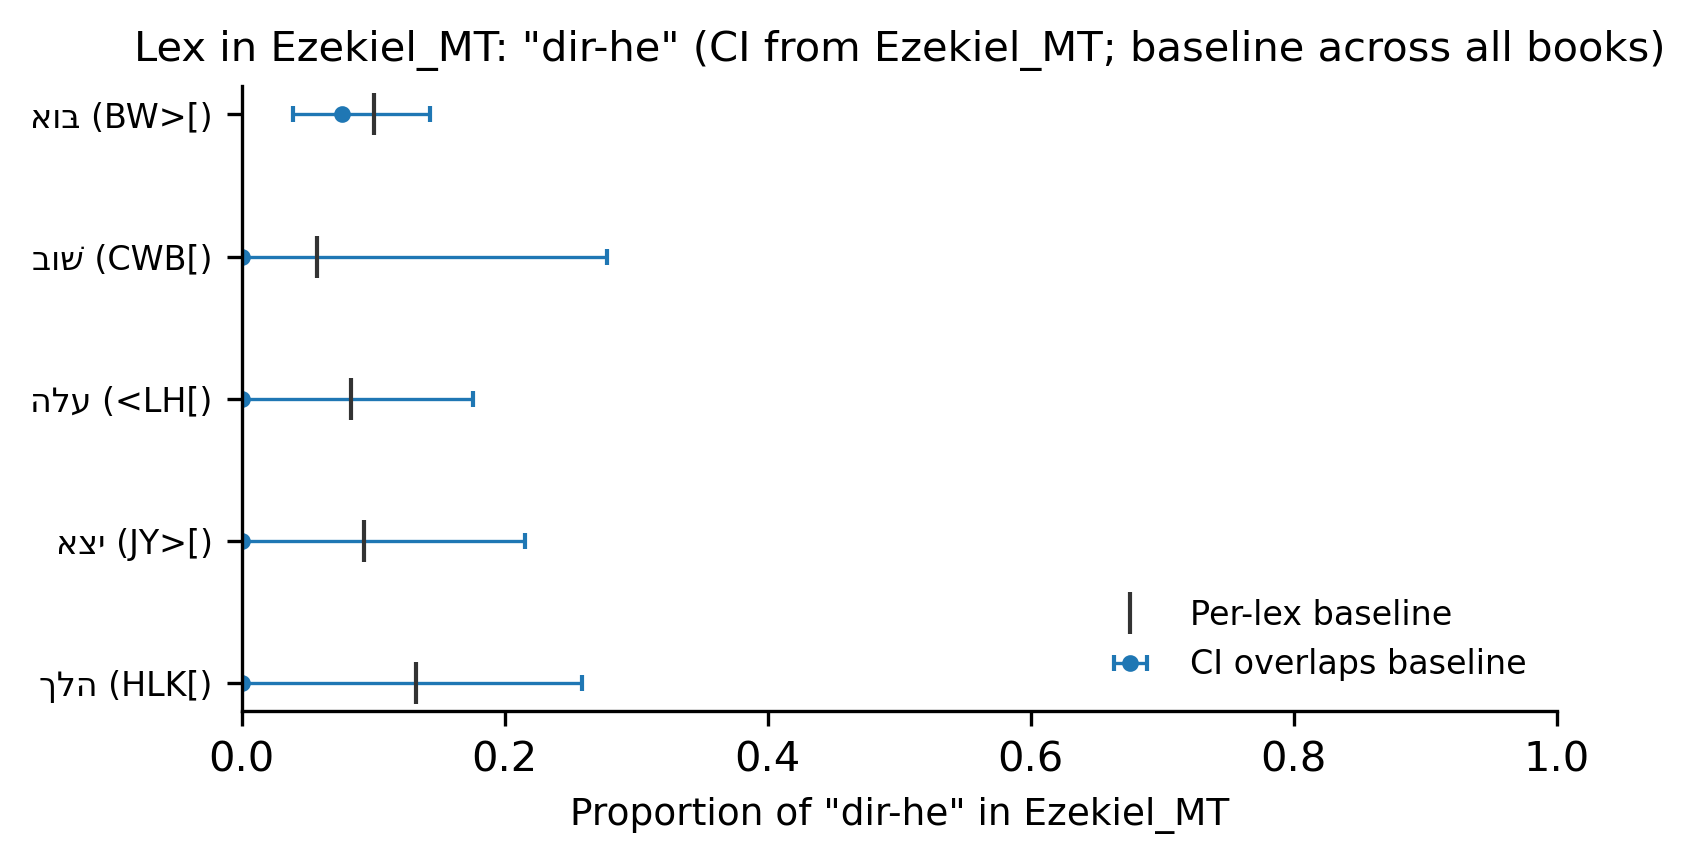 Lex in Ezekiel_MT: "dir-he" (CI from Ezekiel_MT; baseline across all books)
בּוא (BW>[)
שׁוב (CWB[)
עלה (<LH[)
יצא (JY>[)
הלך (HLK[)
Per-lex baseline
CI overlaps baseline
0.0 0.2 0.4 0.6 0.8 1.0
Proportion of "dir-he" in Ezekiel_MT